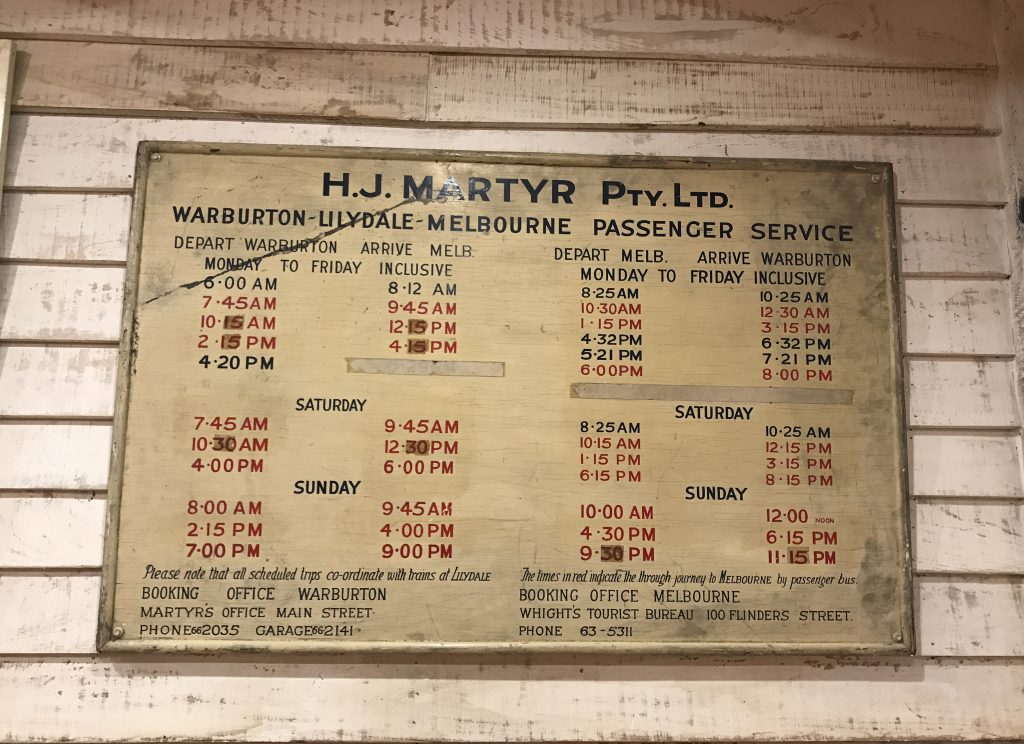 H.J. MARTYR PTY. LTD.
WARBURTON-LILYDALE-MELBOURNE PASSENGER SERVICE
DEPART WARBURTON ARRIVE MELB.
MONDAY TO FRIDAY INCLUSIVE
6·00 AM 8·12 AM
7·45 AM 9·45 AM
10·15 AM 12·15 PM
2·15 PM 4·15 PM
4·20 PM
SATURDAY
7·45 AM 9·45 AM
10·30 AM 12·30 PM
4·00 PM 6·00 PM
SUNDAY
8·00 AM 9·45 AM
2·15 PM 4·00 PM
7·00 PM 9·00 PM
Please note that all scheduled trips co-ordinate with trains at LILYDALE
BOOKING OFFICE WARBURTON
MARTYR'S OFFICE MAIN STREET·
PHONE 662035 GARAGE 662141
DEPART MELB. ARRIVE WARBURTON
MONDAY TO FRIDAY INCLUSIVE
8·25 AM 10·25 AM
10·30 AM 12·30 AM
1·15 PM 3·15 PM
4·32 PM 6·32 PM
5·21 PM 7·21 PM
6·00 PM 8·00 PM
SATURDAY
8·25 AM 10·25 AM
10·15 AM 12·15 PM
1·15 PM 3·15 PM
6·15 PM 8·15 PM
SUNDAY
10·00 AM 12·00 NOON
4·30 PM 6·15 PM
9·30 PM 11·15 PM
The times in red indicate the through journey to MELBOURNE by passenger bus.
BOOKING OFFICE MELBOURNE
WHIGHT'S TOURIST BUREAU 100 FLINDERS STREET.
PHONE 63-5311